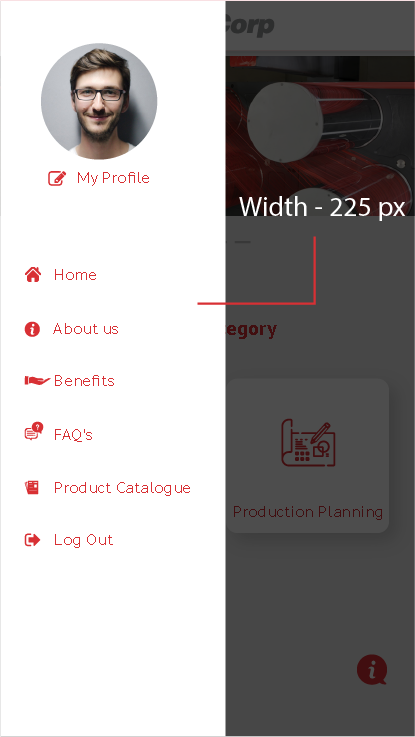 Corp
My Profile
Width - 225 px
Home
About us
egory
Benefits
FAQ's
Product Catalogue
Production Planning
Log Out